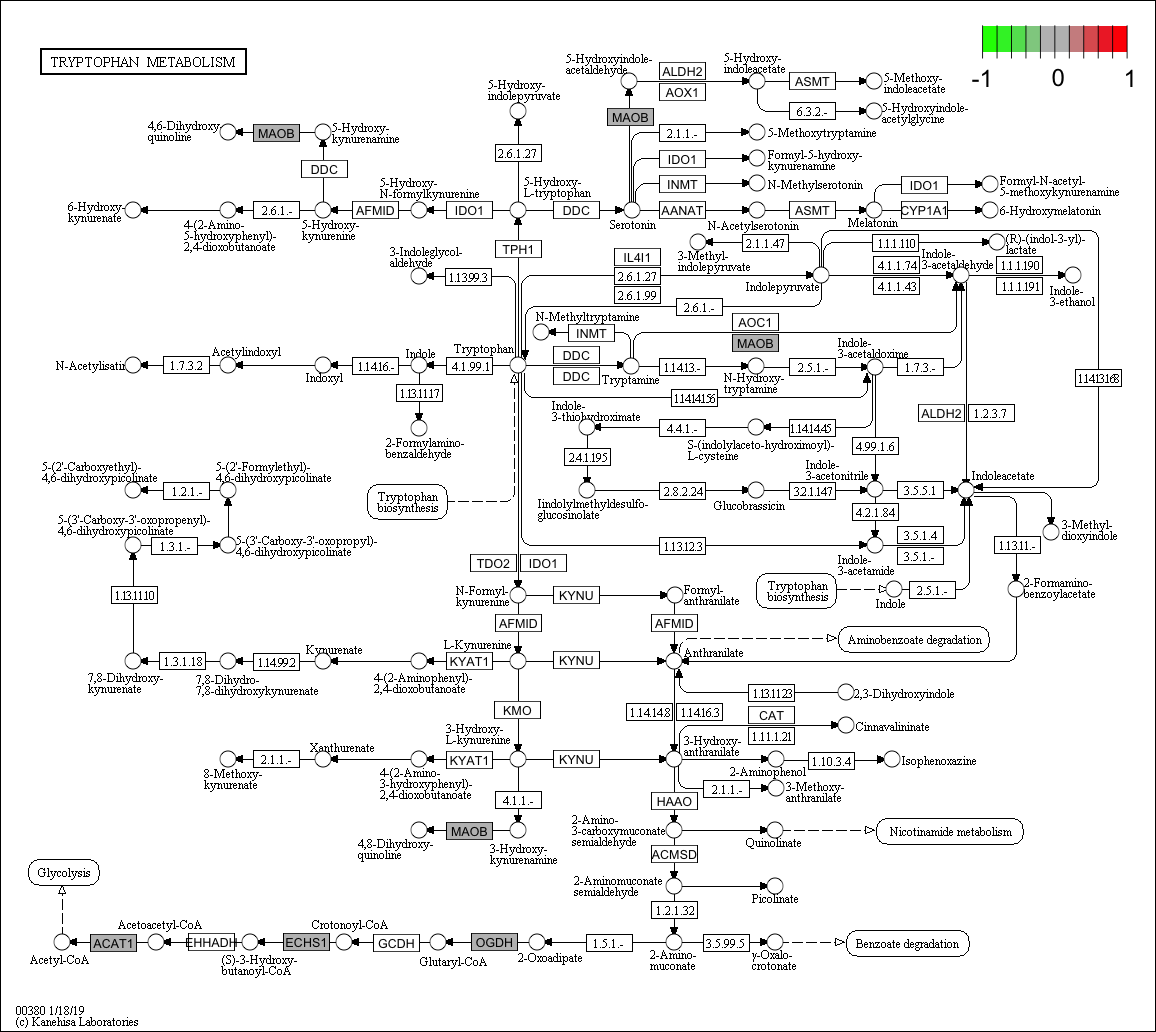 TRYPTOPHAN METABOLISM
-1 0 1
5-Hydroxyindole-
acetaldehyde
ALDH2
AOX1
5-Hydroxy-
indoleacetate
ASMT
5-Methoxy-
indoleacetate
6.3.2.-
5-Hydroxyindole-
acetylglycine
5-Hydroxy-
indolepyruvate
MAOB
4,6-Dihydroxy-
quinoline
MAOB
5-Hydroxy-
kynurenamine
2.1.1.-
5-Methoxytryptamine
2.6.1.27
IDO1
Formyl-5-hydroxy-
kynurenamine
DDC
5-Hydroxy-
N-formylkynurenine
5-Hydroxy-
L-tryptophan
INMT
N-Methylserotonin
IDO1
Formyl-N-acetyl-
5-methoxykynurenamine
6-Hydroxy-
kynurenate
2.6.1.-
AFMID
IDO1
DDC
AANAT
ASMT
CYP1A1
6-Hydroxymelatonin
4-(2-Amino-
5-hydroxyphenyl)-
2,4-dioxobutanoate
5-Hydroxy-
kynurenine
Serotonin
N-Acetylserotonin
Melatonin
TPH1
3-Indoleglycol-
aldehyde
1.13.99.3
2.1.1.47
3-Methyl-
indolepyruvate
1.1.1.110
(R)-(indol-3-yl)-
lactate
IL4I1
2.6.1.27
2.6.1.99
Indolepyruvate
4.1.1.74
4.1.1.43
Indole-
3-acetaldehyde
1.1.1.190
1.1.1.191
Indole-
3-ethanol
2.6.1.-
N-Methyltryptamine
INMT
AOC1
MAOB
N-Acetylisatin
1.7.3.2
Acetylindoxyl
Indoxyl
1.14.16.-
Indole
4.1.99.1
Tryptophan
DDC
DDC
Tryptamine
1.14.13.-
N-Hydroxy-
tryptamine
2.5.1.-
Indole-
3-acetaldoxime
1.7.3.-
1.14.13.168
1.13.11.17
2-Formylamino-
benzaldehyde
1.14.14.156
Indole-
3-thiohydroximate
4.4.1.-
S-(indolylaceto-hydroximoyl)-
L-cysteine
1.14.14.45
ALDH2
1.2.3.7
4.99.1.6
2.4.1.195
5-(2'-Carboxyethyl)-
4,6-dihydroxypicolinate
1.2.1.-
5-(2'-Formylethyl)-
4,6-dihydroxypicolinate
Tryptophan
biosynthesis
Iindolylmethyldesulfo-
glucosinolate
2.8.2.24
Glucobrassicin
3.2.1.147
Indole-
3-acetonitrile
3.5.5.1
Indoleacetate
4.2.1.84
3-Methyl-
dioxyindole
5-(3'-Carboxy-3'-oxopropenyl)-
4,6-dihydroxypicolinate
1.3.1.-
5-(3'-Carboxy-3'-oxopropyl)-
4,6-dihydroxypicolinate
1.13.12.3
3.5.1.4
3.5.1.-
Indole-
3-acetamide
1.13.11.-
TDO2
IDO1
1.13.11.10
N-Formyl-
kynurenine
KYNU
Formyl-
anthranilate
Tryptophan
biosynthesis
Indole
2.5.1.-
2-Formamino-
benzoylacetate
AFMID
AFMID
Aminobenzoate degradation
7,8-Dihydroxy-
kynurenate
1.3.1.18
7,8-Dihydro-
7,8-dihydroxykynurenate
1.14.99.2
Kynurenate
4-(2-Aminophenyl)-
2,4-dioxobutanoate
KYAT1
L-Kynurenine
KYNU
Anthranilate
1.13.11.23
2,3-Dihydroxyindole
KMO
1.14.14.8
1.14.16.3
CAT
1.11.1.21
Cinnavalininate
8-Methoxy-
kynurenate
2.1.1.-
Xanthurenate
4-(2-Amino-
3-hydroxyphenyl)-
2,4-dioxobutanoate
KYAT1
3-Hydroxy-
L-kynurenine
KYNU
3-Hydroxy-
anthranilate
2-Aminophenol
1.10.3.4
Isophenoxazine
2.1.1.-
3-Methoxy-
anthranilate
4.1.1.-
HAAO
4,8-Dihydroxy-
quinoline
MAOB
3-Hydroxy-
kynurenamine
2-Amino-
3-carboxymuconate
semialdehyde
Quinolinate
Nicotinamide metabolism
ACMSD
Glycolysis
2-Aminomuconate
semialdehyde
Picolinate
1.2.1.32
Acetyl-CoA
ACAT1
Acetoacetyl-CoA
EHHADH
(S)-3-Hydroxy-
butanoyl-CoA
ECHS1
Crotonoyl-CoA
GCDH
Glutaryl-CoA
OGDH
2-Oxoadipate
1.5.1.-
2-Amino-
muconate
3.5.99.5
γ-Oxalo-
crotonate
Benzoate degradation
00380 1/18/19
(c) Kanehisa Laboratories